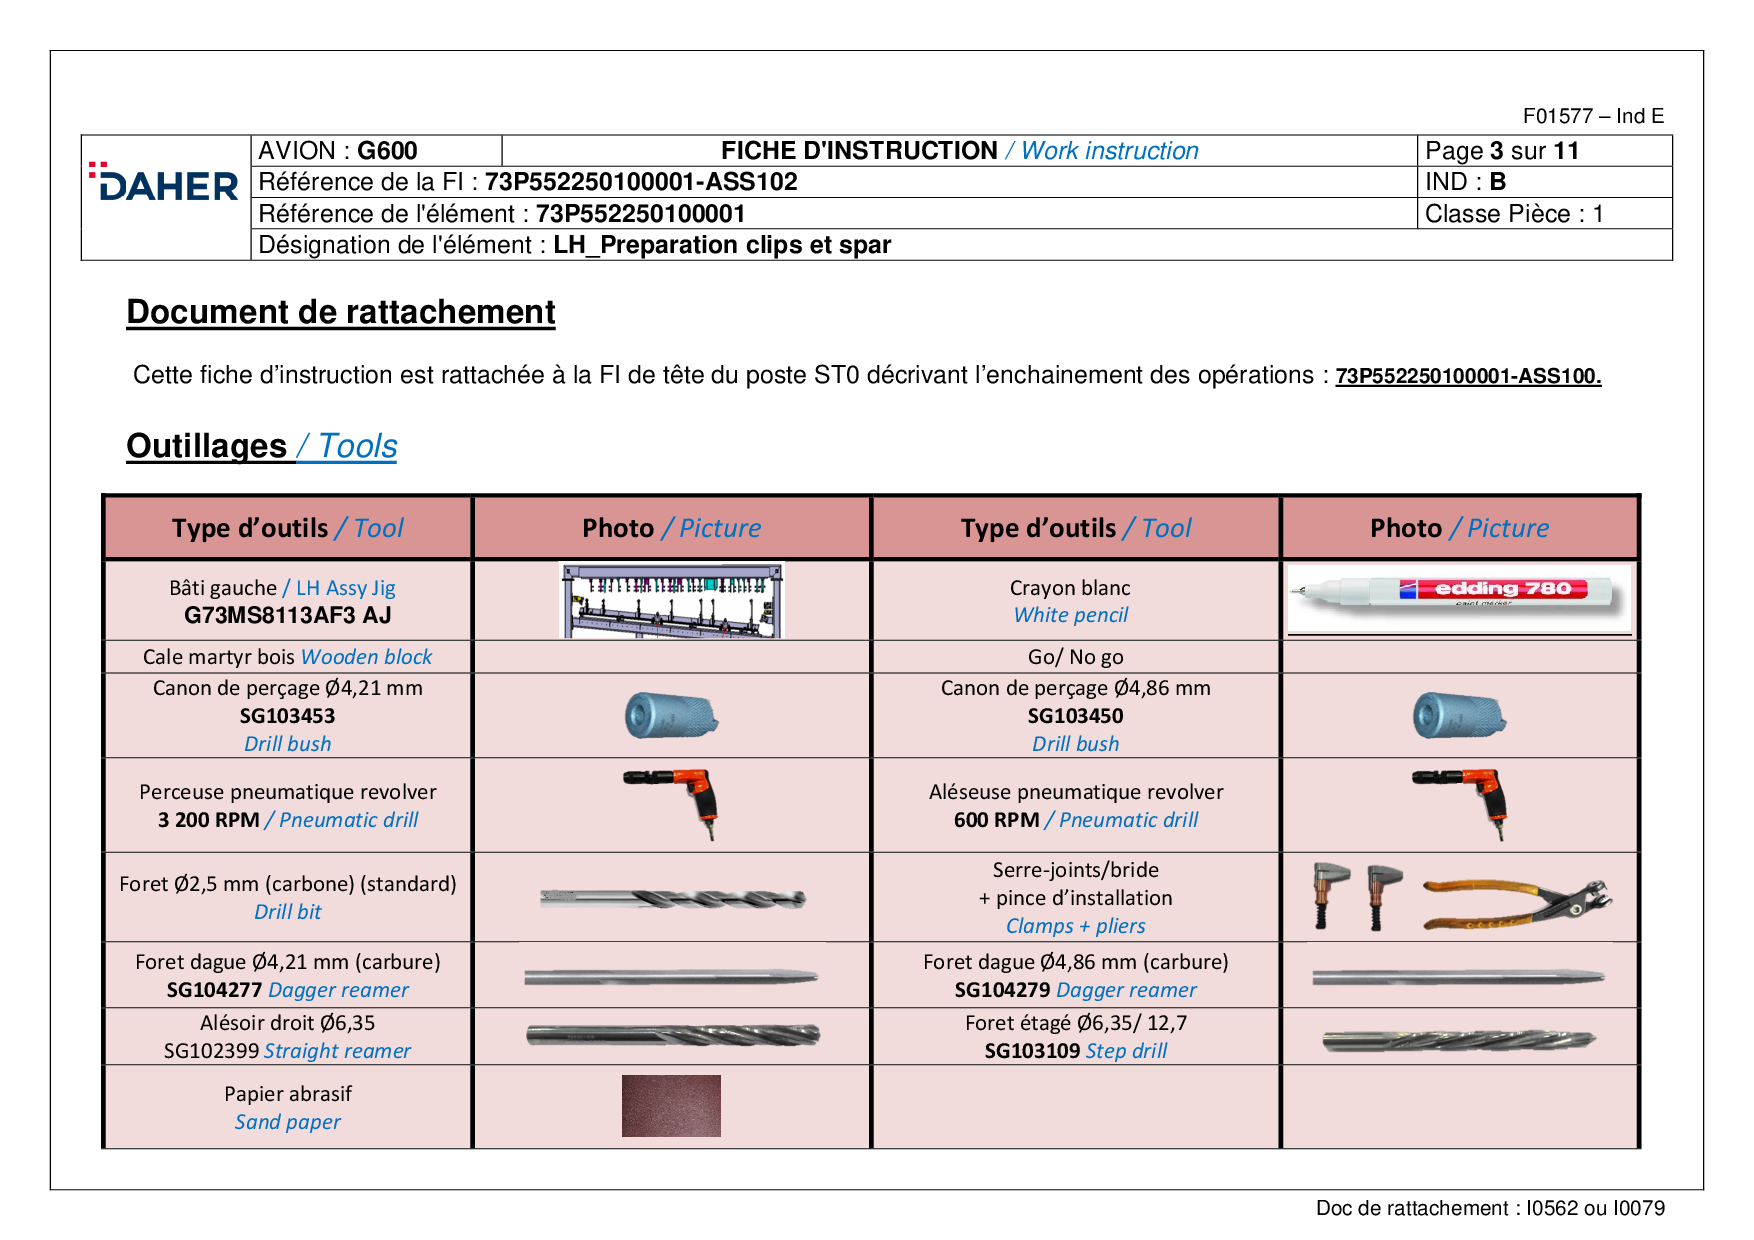 F01577 – Ind E
DAHER
AVION : G600
FICHE D'INSTRUCTION / Work instruction
Page 3 sur 11
Référence de la FI : 73P552250100001-ASS102
IND : B
Référence de l'élément : 73P552250100001
Classe Pièce : 1
Désignation de l'élément : LH_Preparation clips et spar
Document de rattachement
Cette fiche d’instruction est rattachée à la FI de tête du poste ST0 décrivant l’enchainement des opérations : 73P552250100001-ASS100.
Outillages / Tools
Type d’outils / Tool
Photo / Picture
Type d’outils / Tool
Photo / Picture
Bâti gauche / LH Assy Jig
G73MS8113AF3 AJ
Crayon blanc
White pencil
edding 780
paint marker
Cale martyr bois Wooden block
Go/ No go
Canon de perçage Ø4,21 mm
SG103453
Drill bush
Canon de perçage Ø4,86 mm
SG103450
Drill bush
Perceuse pneumatique revolver
3 200 RPM / Pneumatic drill
Aléseuse pneumatique revolver
600 RPM / Pneumatic drill
Foret Ø2,5 mm (carbone) (standard)
Drill bit
Serre-joints/bride
+ pince d’installation
Clamps + pliers
Foret dague Ø4,21 mm (carbure)
SG104277 Dagger reamer
Foret dague Ø4,86 mm (carbure)
SG104279 Dagger reamer
Alésoir droit Ø6,35
SG102399 Straight reamer
Foret étagé Ø6,35/ 12,7
SG103109 Step drill
Papier abrasif
Sand paper
Doc de rattachement : I0562 ou I0079